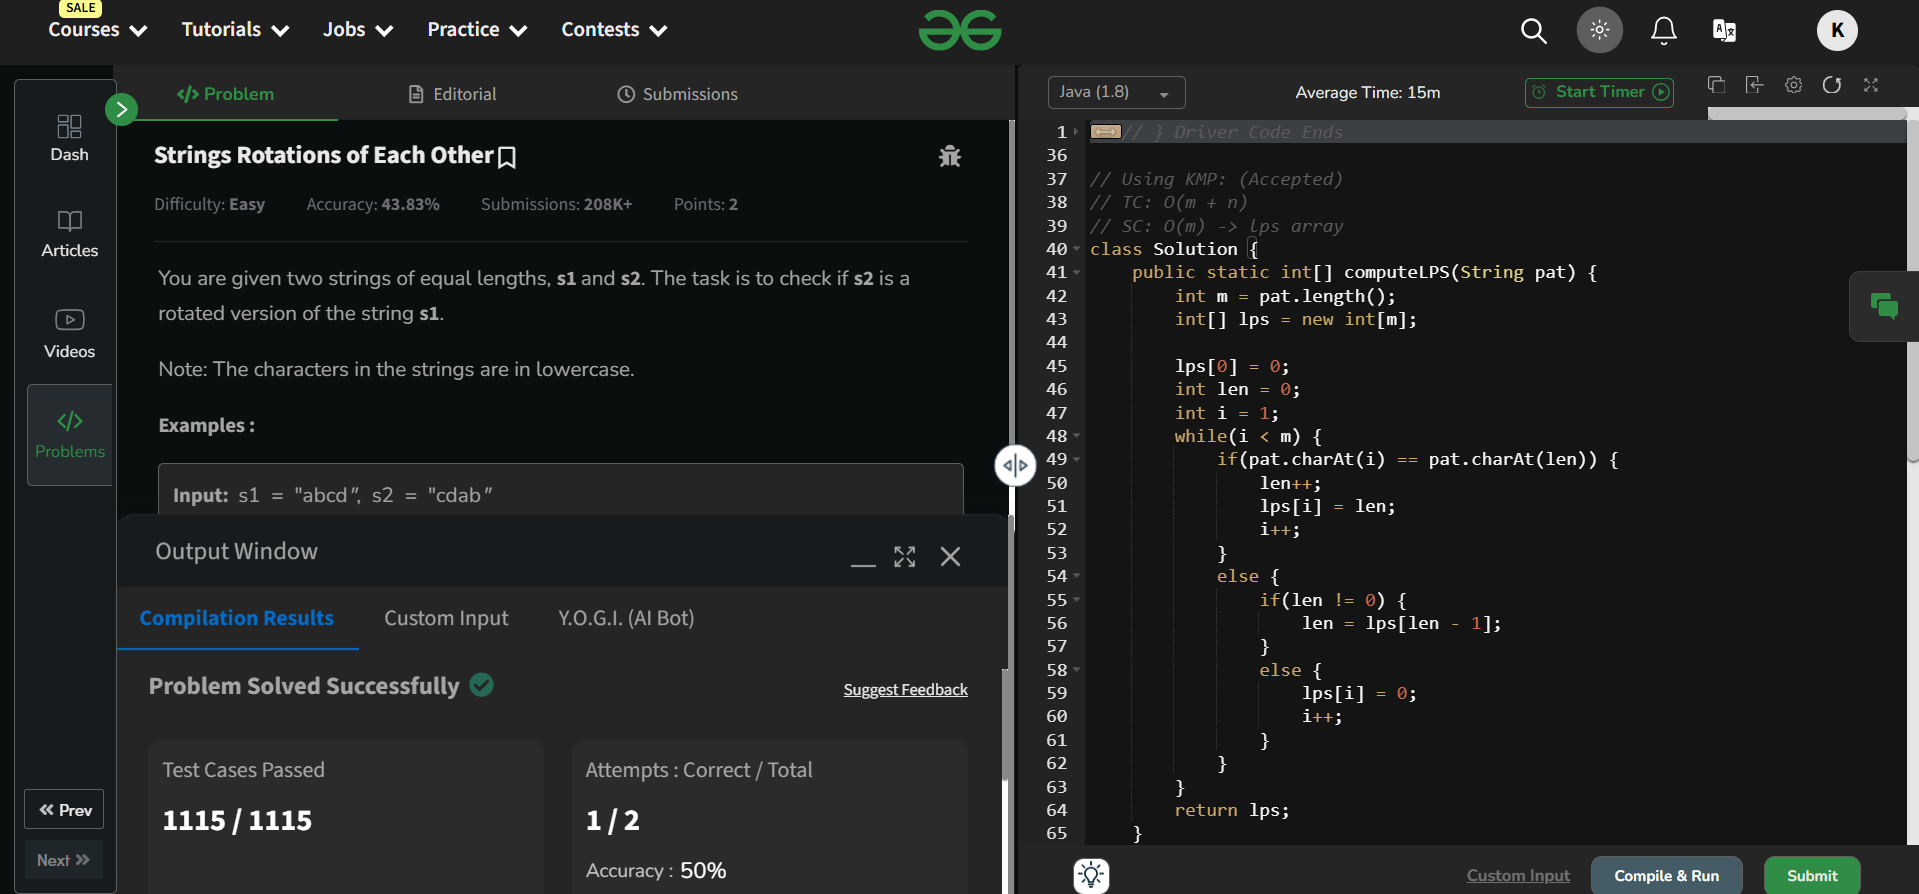 SALE
Courses Tutorials Jobs Practice Contests
K
Dash
Articles
Videos
Problems
Prev
Next
Problem Editorial Submissions
Strings Rotations of Each Other
Difficulty: Easy Accuracy: 43.83% Submissions: 208K+ Points: 2
You are given two strings of equal lengths, s1 and s2. The task is to check if s2 is a
rotated version of the string s1.
Note: The characters in the strings are in lowercase.
Examples :
Input: s1 = "abcd", s2 = "cdab"
Output Window
Compilation Results Custom Input Y.O.G.I. (AI Bot)
Problem Solved Successfully
Suggest Feedback
Test Cases Passed
1115 / 1115
Attempts : Correct / Total
1 / 2
Accuracy : 50%
Java (1.8) Average Time: 15m Start Timer
1 // } Driver Code Ends
36
37 // Using KMP: (Accepted)
38 // TC: O(m + n)
39 // SC: O(m) -> lps array
40 class Solution {
41 public static int[] computeLPS(String pat) {
42 int m = pat.length();
43 int[] lps = new int[m];
44
45 lps[0] = 0;
46 int len = 0;
47 int i = 1;
48 while(i < m) {
49 if(pat.charAt(i) == pat.charAt(len)) {
50 len++;
51 lps[i] = len;
52 i++;
53 }
54 else {
55 if(len != 0) {
56 len = lps[len - 1];
57 }
58 else {
59 lps[i] = 0;
60 i++;
61 }
62 }
63 }
64 return lps;
65 }
Custom Input Compile & Run Submit